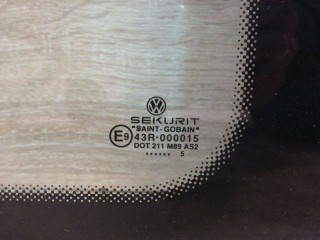 SEKURIT
"SAINT-GOBAIN"
E9 43R-000015
DOT 211 M89 AS2
...... 5